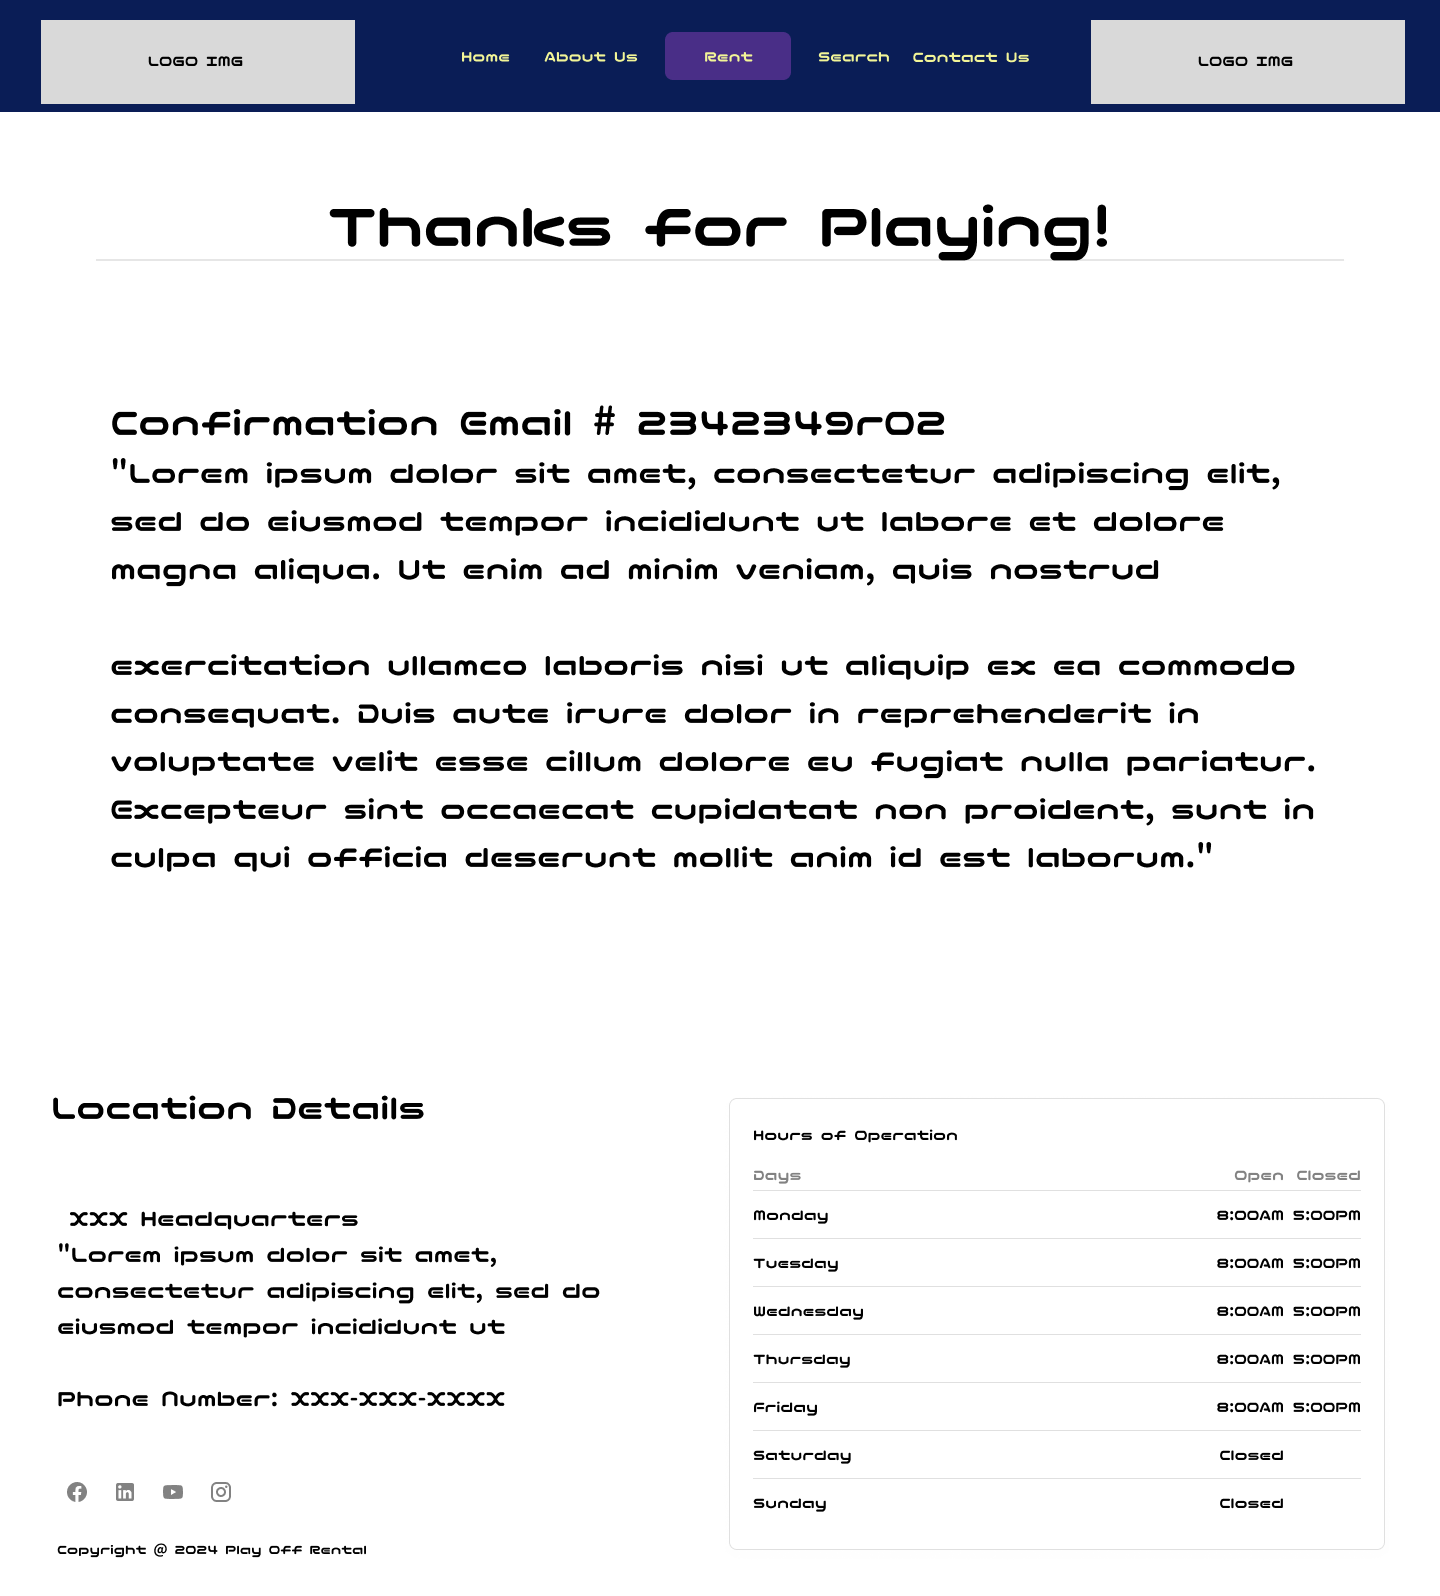 LOGO IMG
Home About Us Rent Search Contact Us
LOGO IMG
Thanks for Playing!
Confirmation Email # 2342349r02
"Lorem ipsum dolor sit amet, consectetur adipiscing elit,
sed do eiusmod tempor incididunt ut labore et dolore
magna aliqua. Ut enim ad minim veniam, quis nostrud
exercitation ullamco laboris nisi ut aliquip ex ea commodo
consequat. Duis aute irure dolor in reprehenderit in
voluptate velit esse cillum dolore eu fugiat nulla pariatur.
Excepteur sint occaecat cupidatat non proident, sunt in
culpa qui officia deserunt mollit anim id est laborum."
Location Details
XXX Headquarters
"Lorem ipsum dolor sit amet,
consectetur adipiscing elit, sed do
eiusmod tempor incididunt ut
Phone Number: XXX-XXX-XXXX
Copyright @ 2024 Play Off Rental
Hours of Operation
Days Open Closed
Monday 8:00AM 5:00PM
Tuesday 8:00AM 5:00PM
Wednesday 8:00AM 5:00PM
Thursday 8:00AM 5:00PM
Friday 8:00AM 5:00PM
Saturday Closed
Sunday Closed